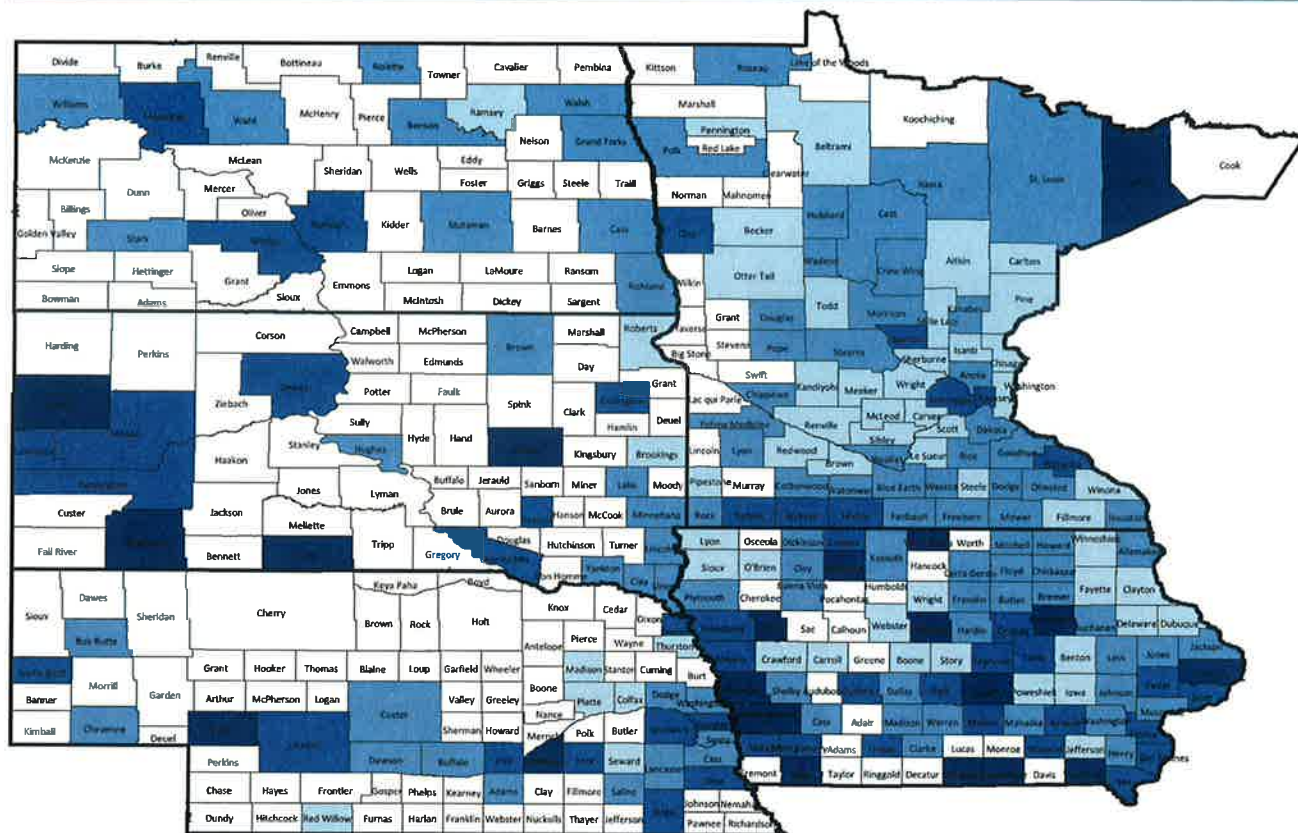 Divide
Burke
Renville
Bottineau
Rolette
Towner
Cavalier
Pembina
Williams
Ward
McHenry
Pierce
Benson
Ramsey
Walsh
Nelson
Grand Forks
McKenzie
Dunn
McLean
Mercer
Oliver
Sheridan
Wells
Eddy
Foster
Griggs
Steele
Traill
Billings
Golden Valley
Stark
Kidder
Stutsman
Barnes
Cass
Slope
Hettinger
Grant
Bowman
Adams
Sioux
Emmons
Logan
LaMoure
Ransom
McIntosh
Dickey
Sargent
Richland
Kittson
Roseau
Lake of the Woods
Marshall
Koochiching
Pennington
Red Lake
Polk
Beltrami
Clearwater
Norman
Mahnomen
Itasca
St. Louis
Cook
Hubbard
Cass
Becker
Wadena
Crow Wing
Aitkin
Carlton
Wilkin
Otter Tail
Todd
Morrison
Pine
Kanabec
Mille Lacs
Grant
Douglas
Traverse
Stevens
Pope
Stearns
Big Stone
Swift
Sherburne
Isanti
Chisago
Anoka
Washington
Kandiyohi
Meeker
Wright
Lac qui Parle
Chippewa
Yellow Medicine
Renville
McLeod
Carver
Scott
Dakota
Sibley
Lincoln
Lyon
Redwood
Brown
Nicollet
Le Sueur
Rice
Goodhue
Pipestone
Murray
Cottonwood
Watonwan
Blue Earth
Waseca
Steele
Dodge
Olmsted
Winona
Rock
Faribault
Freeborn
Mower
Fillmore
Houston
Harding
Perkins
Corson
Campbell
McPherson
Brown
Marshall
Roberts
Walworth
Edmunds
Day
Ziebach
Potter
Faulk
Spink
Clark
Grant
Hamlin
Deuel
Sully
Hyde
Hand
Kingsbury
Brookings
Haakon
Stanley
Hughes
Buffalo
Jerauld
Sanborn
Miner
Lake
Moody
Custer
Jackson
Jones
Lyman
Brule
Aurora
Hanson
McCook
Minnehaha
Fall River
Bennett
Mellette
Tripp
Gregory
Douglas
Hutchinson
Turner
Lincoln
Yankton
Clay
Sioux
Dawes
Box Butte
Sheridan
Cherry
Keya Paha
Boyd
Brown
Rock
Holt
Knox
Cedar
Dixon
Antelope
Pierce
Wayne
Thurston
Banner
Morrill
Garden
Grant
Hooker
Thomas
Blaine
Loup
Garfield
Wheeler
Madison
Stanton
Cuming
Burt
Kimball
Cheyenne
Deuel
Arthur
McPherson
Logan
Custer
Valley
Greeley
Boone
Nance
Platte
Colfax
Dodge
Washington
Sherman
Howard
Merrick
Polk
Butler
Perkins
Dawson
Buffalo
Seward
Lancaster
Cass
Chase
Hayes
Frontier
Gosper
Phelps
Kearney
Adams
Clay
Fillmore
Saline
Dundy
Hitchcock
Red Willow
Furnas
Harlan
Franklin
Webster
Nuckolls
Thayer
Jefferson
Johnson
Nemaha
Pawnee
Richardson
Lyon
Osceola
Dickinson
Kossuth
Worth
Mitchell
Howard
Winneshiek
Allamakee
Sioux
O'Brien
Clay
Hancock
Cerro Gordo
Floyd
Chickasaw
Plymouth
Cherokee
Buena Vista
Pocahontas
Humboldt
Wright
Franklin
Butler
Bremer
Fayette
Clayton
Sac
Calhoun
Webster
Hardin
Buchanan
Delaware
Dubuque
Crawford
Carroll
Greene
Boone
Story
Benton
Linn
Jones
Jackson
Shelby
Audubon
Dallas
Polk
Poweshiek
Iowa
Johnson
Cass
Adair
Madison
Warren
Marion
Mahaska
Washington
Adams
Union
Clarke
Lucas
Monroe
Jefferson
Henry
Fremont
Taylor
Ringgold
Decatur
Davis